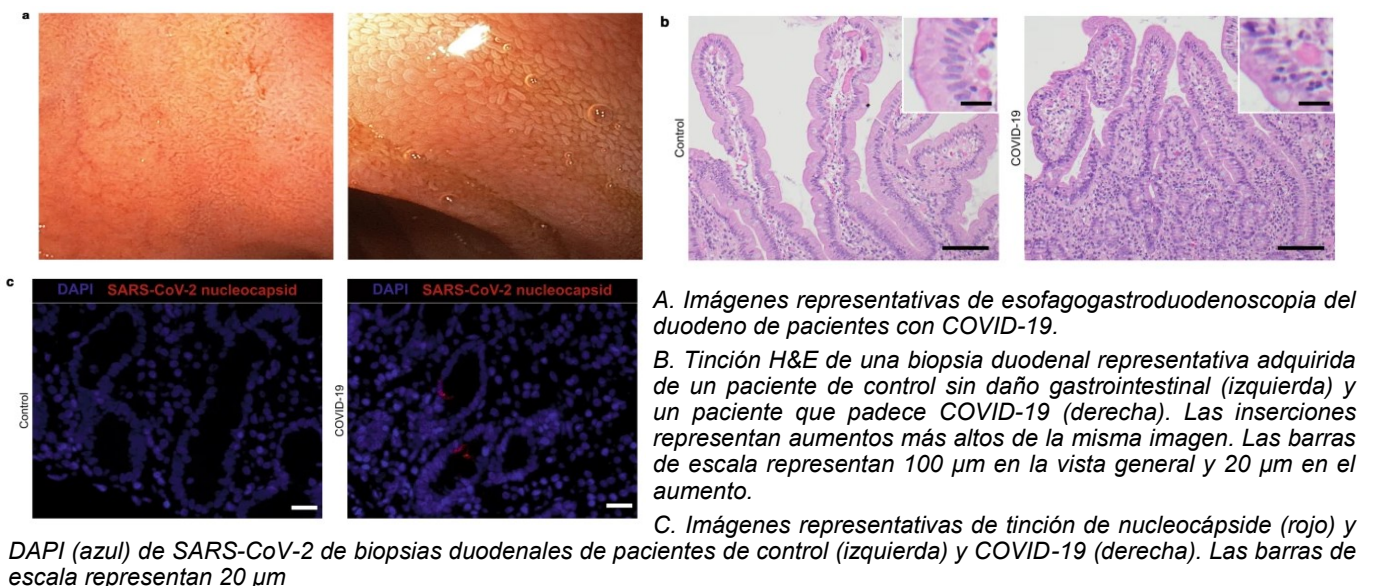 a
b
Control
COVID-19
c
DAPI SARS-CoV-2 nucleocapsid
DAPI SARS-CoV-2 nucleocapsid
Control
COVID-19
A. Imágenes representativas de esofagogastroduodenoscopia del
duodeno de pacientes con COVID-19.
B. Tinción H&E de una biopsia duodenal representativa adquirida
de un paciente de control sin daño gastrointestinal (izquierda) y
un paciente que padece COVID-19 (derecha). Las inserciones
representan aumentos más altos de la misma imagen. Las barras
de escala representan 100 µm en la vista general y 20 µm en el
aumento.
C. Imágenes representativas de tinción de nucleocápside (rojo) y
DAPI (azul) de SARS-CoV-2 de biopsias duodenales de pacientes de control (izquierda) y COVID-19 (derecha). Las barras de
escala representan 20 µm